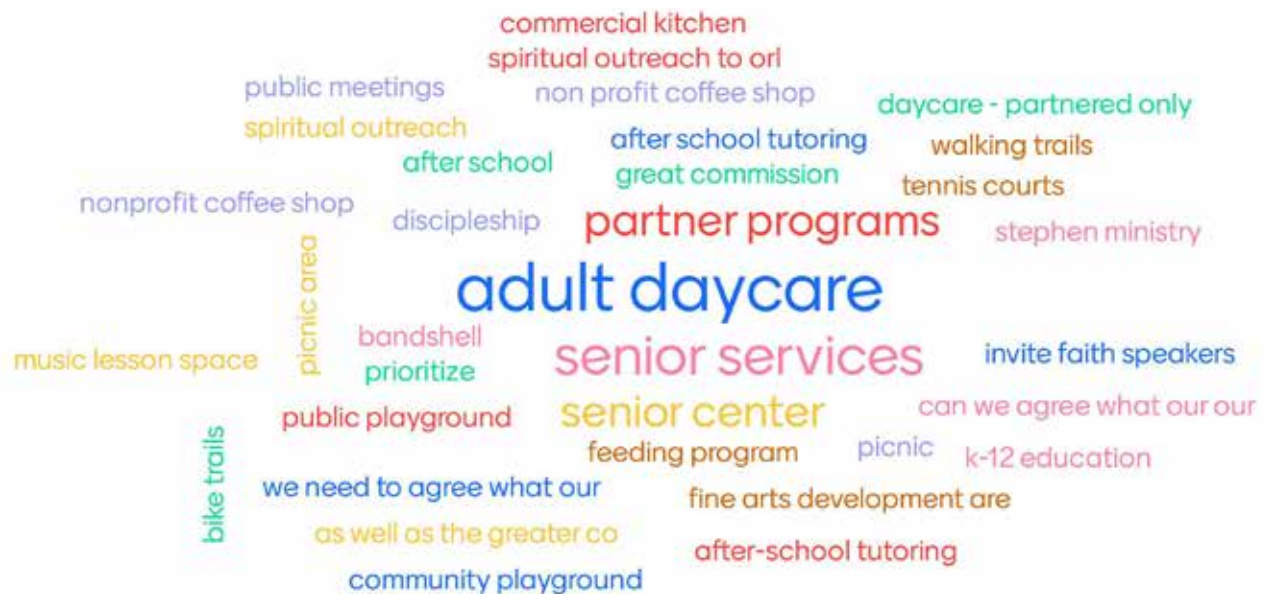 commercial kitchen
spiritual outreach to orl
public meetings
non profit coffee shop
daycare - partnered only
spiritual outreach
after school tutoring
walking trails
after school
great commission
tennis courts
nonprofit coffee shop
discipleship
partner programs
stephen ministry
picnic area
adult daycare
bandshell
senior services
invite faith speakers
music lesson space
prioritize
public playground
senior center
can we agree what our our
bike trails
feeding program
picnic
k-12 education
we need to agree what our
fine arts development are
as well as the greater co
after-school tutoring
community playground